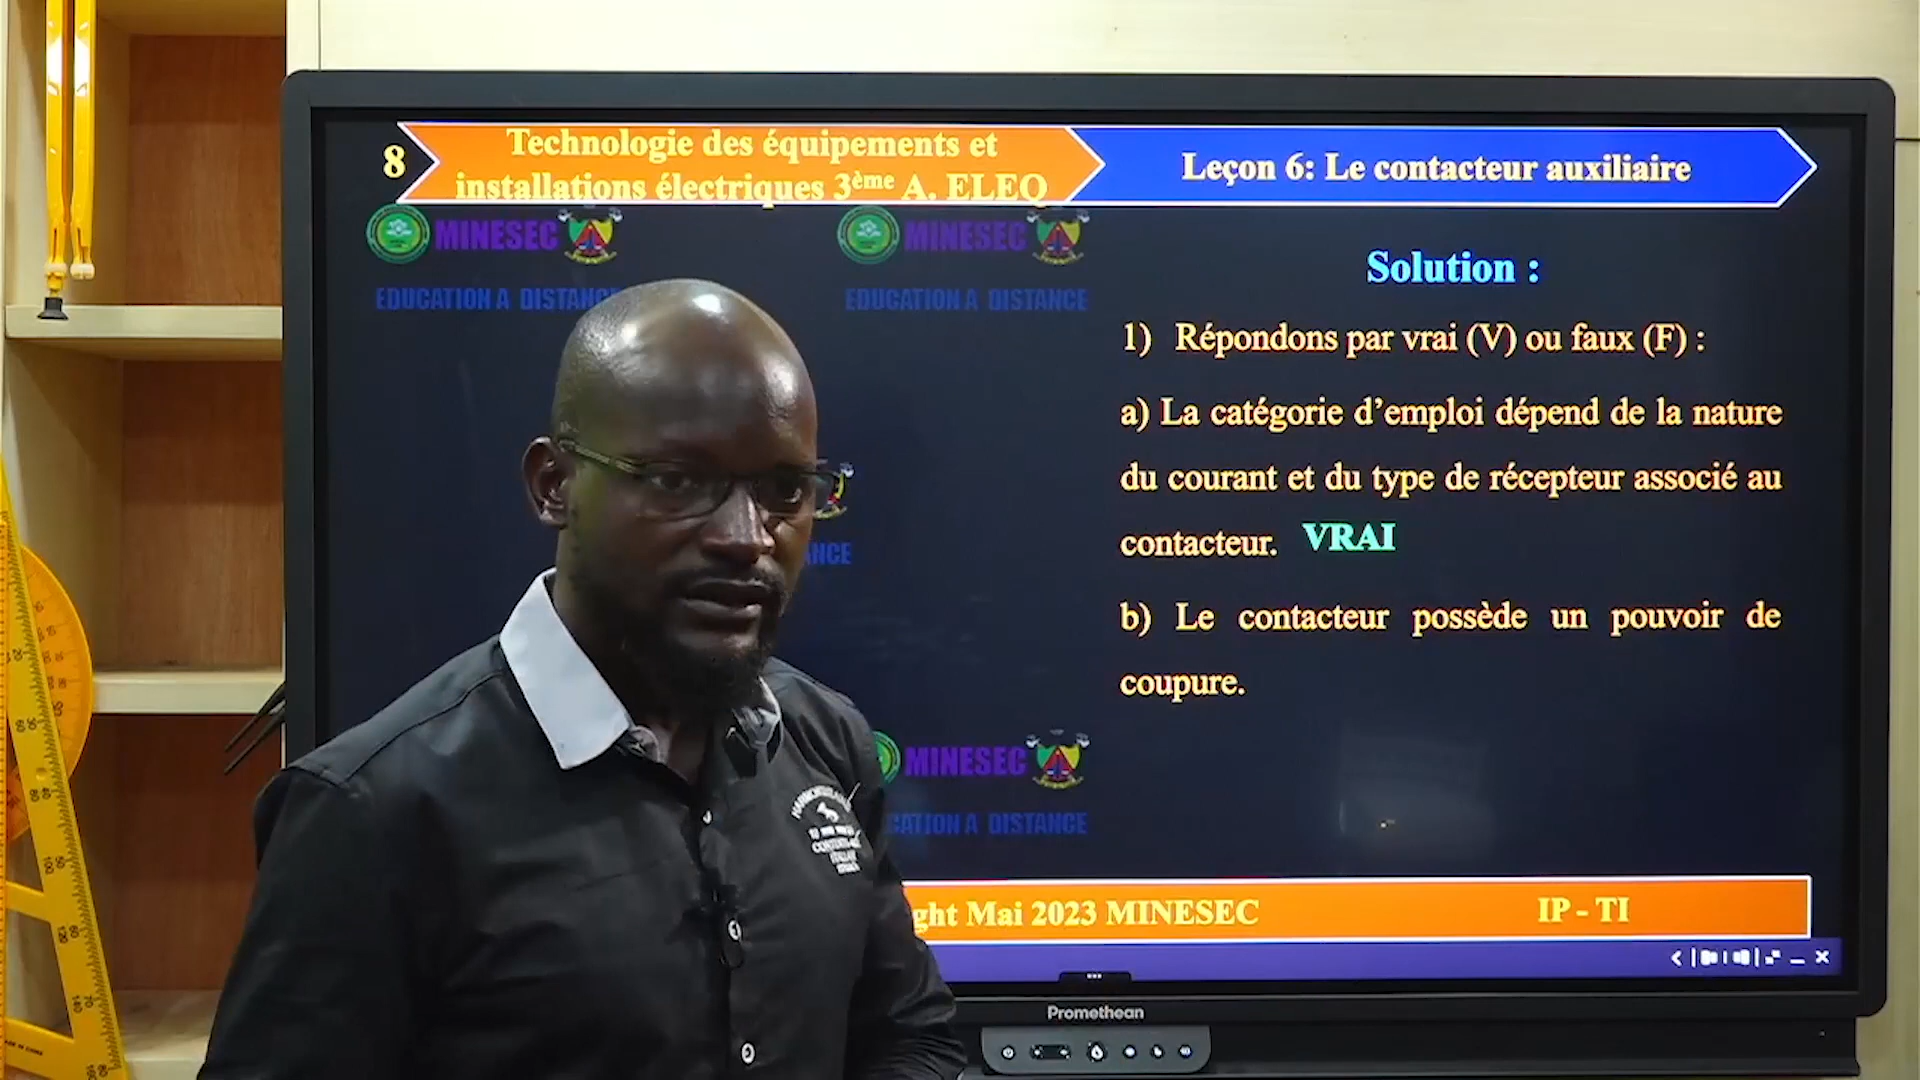 8
Technologie des équipements et
installations électriques 3ème A. ELEQ
Leçon 6: Le contacteur auxiliaire
MINESEC
MINESEC
EDUCATION A DISTANCE
EDUCATION A DISTANCE
Solution :
1) Répondons par vrai (V) ou faux (F) :
a) La catégorie d'emploi dépend de la nature
du courant et du type de récepteur associé au
contacteur. VRAI
b) Le contacteur possède un pouvoir de
coupure.
MINESEC
A DISTANCE
Mai 2023 MINESEC
IP - TI
Promethean